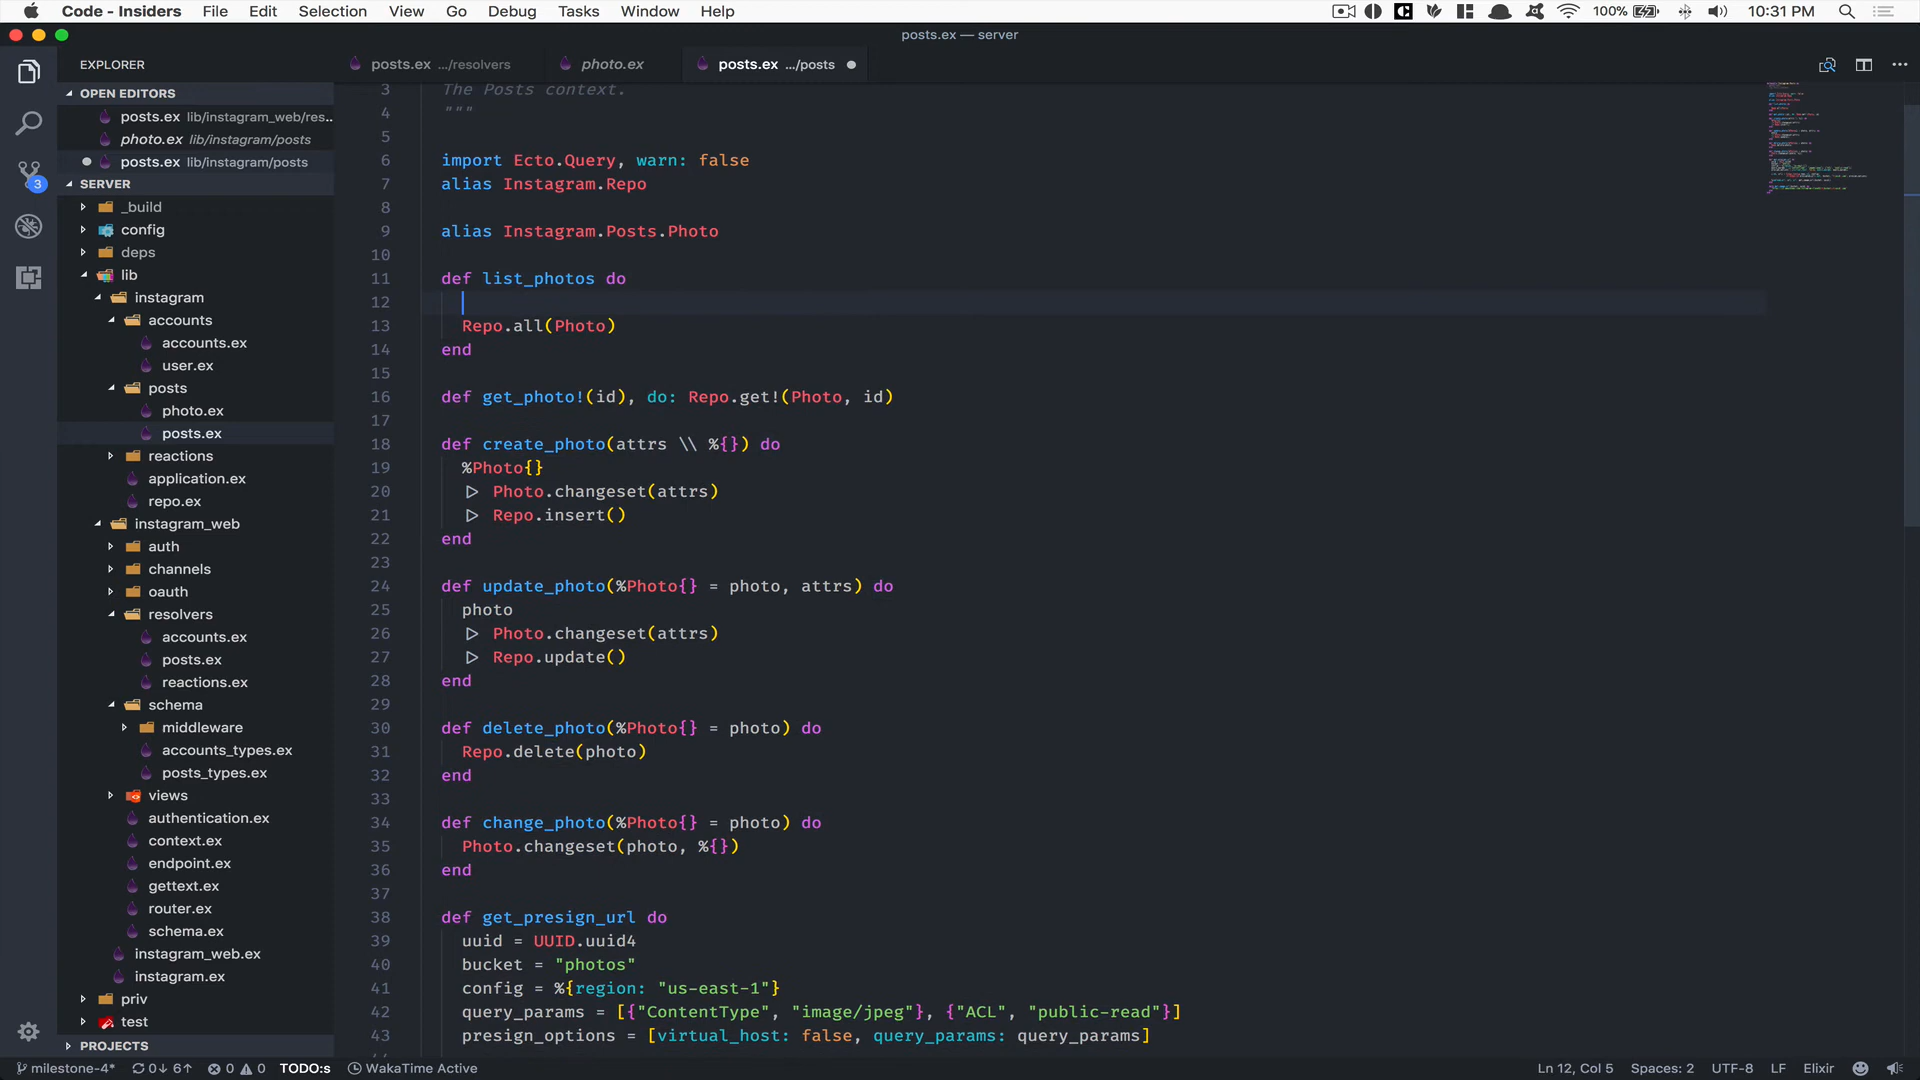 Code - Insiders File Edit Selection View Go Debug Tasks Window Help 100% 10:31 PM
posts.ex — server
EXPLORER
OPEN EDITORS
posts.ex lib/instagram_web/res...
photo.ex lib/instagram/posts
posts.ex lib/instagram/posts
3
SERVER
_build
config
deps
lib
instagram
accounts
accounts.ex
user.ex
posts
photo.ex
posts.ex
reactions
application.ex
repo.ex
instagram_web
auth
channels
oauth
resolvers
accounts.ex
posts.ex
reactions.ex
schema
middleware
accounts_types.ex
posts_types.ex
views
authentication.ex
context.ex
endpoint.ex
gettext.ex
router.ex
schema.ex
instagram_web.ex
instagram.ex
priv
test
PROJECTS
posts.ex .../resolvers photo.ex posts.ex .../posts
3 The Posts context.
4 """
5
6 import Ecto.Query, warn: false
7 alias Instagram.Repo
8
9 alias Instagram.Posts.Photo
10
11 def list_photos do
12
13 Repo.all(Photo)
14 end
15
16 def get_photo!(id), do: Repo.get!(Photo, id)
17
18 def create_photo(attrs \\ %{}) do
19 %Photo{}
20 |> Photo.changeset(attrs)
21 |> Repo.insert()
22 end
23
24 def update_photo(%Photo{} = photo, attrs) do
25 photo
26 |> Photo.changeset(attrs)
27 |> Repo.update()
28 end
29
30 def delete_photo(%Photo{} = photo) do
31 Repo.delete(photo)
32 end
33
34 def change_photo(%Photo{} = photo) do
35 Photo.changeset(photo, %{})
36 end
37
38 def get_presign_url do
39 uuid = UUID.uuid4
40 bucket = "photos"
41 config = %{region: "us-east-1"}
42 query_params = [{"ContentType", "image/jpeg"}, {"ACL", "public-read"}]
43 presign_options = [virtual_host: false, query_params: query_params]
milestone-4* 0↓ 6↑ 0 0 TODO:s WakaTime Active Ln 12, Col 5 Spaces: 2 UTF-8 LF Elixir